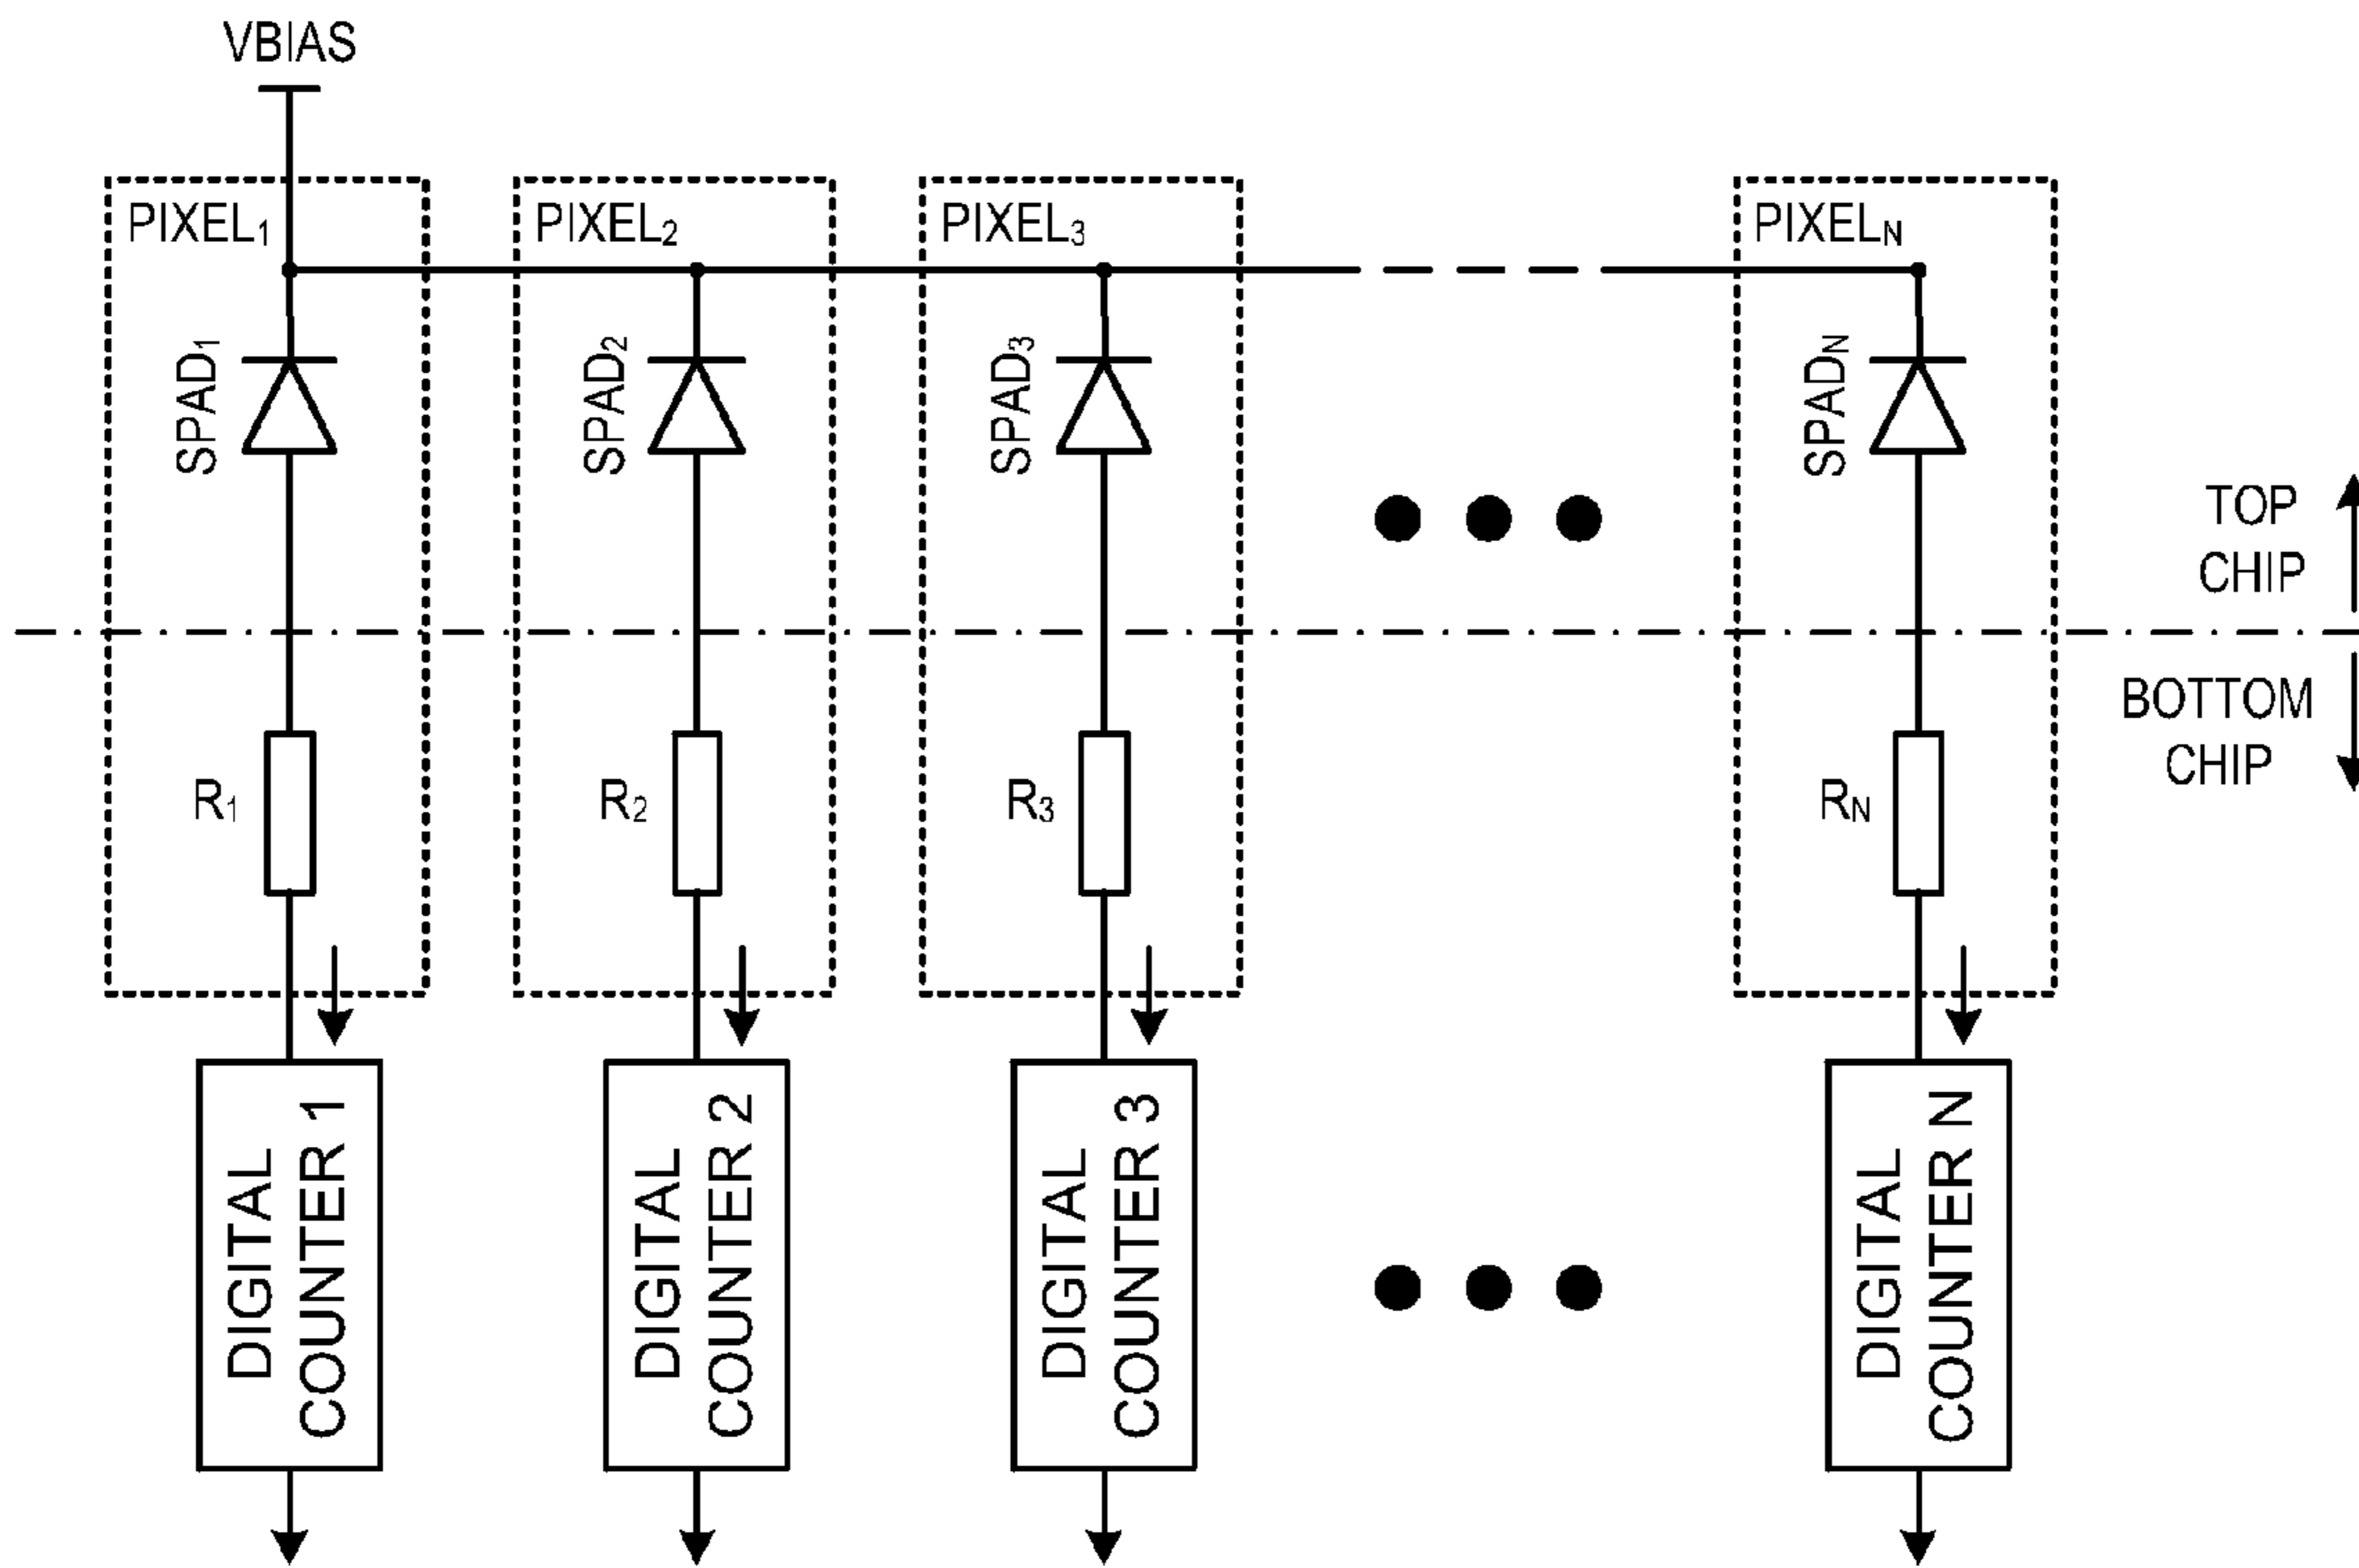 VBIAS
PIXEL₁
PIXEL₂
PIXEL₃
PIXELN
SPAD₁
SPAD₂
SPAD₃
SPADN
TOP
CHIP
BOTTOM
CHIP
R₁
R₂
R₃
RN
DIGITAL
COUNTER 1
DIGITAL
COUNTER 2
DIGITAL
COUNTER 3
DIGITAL
COUNTER N